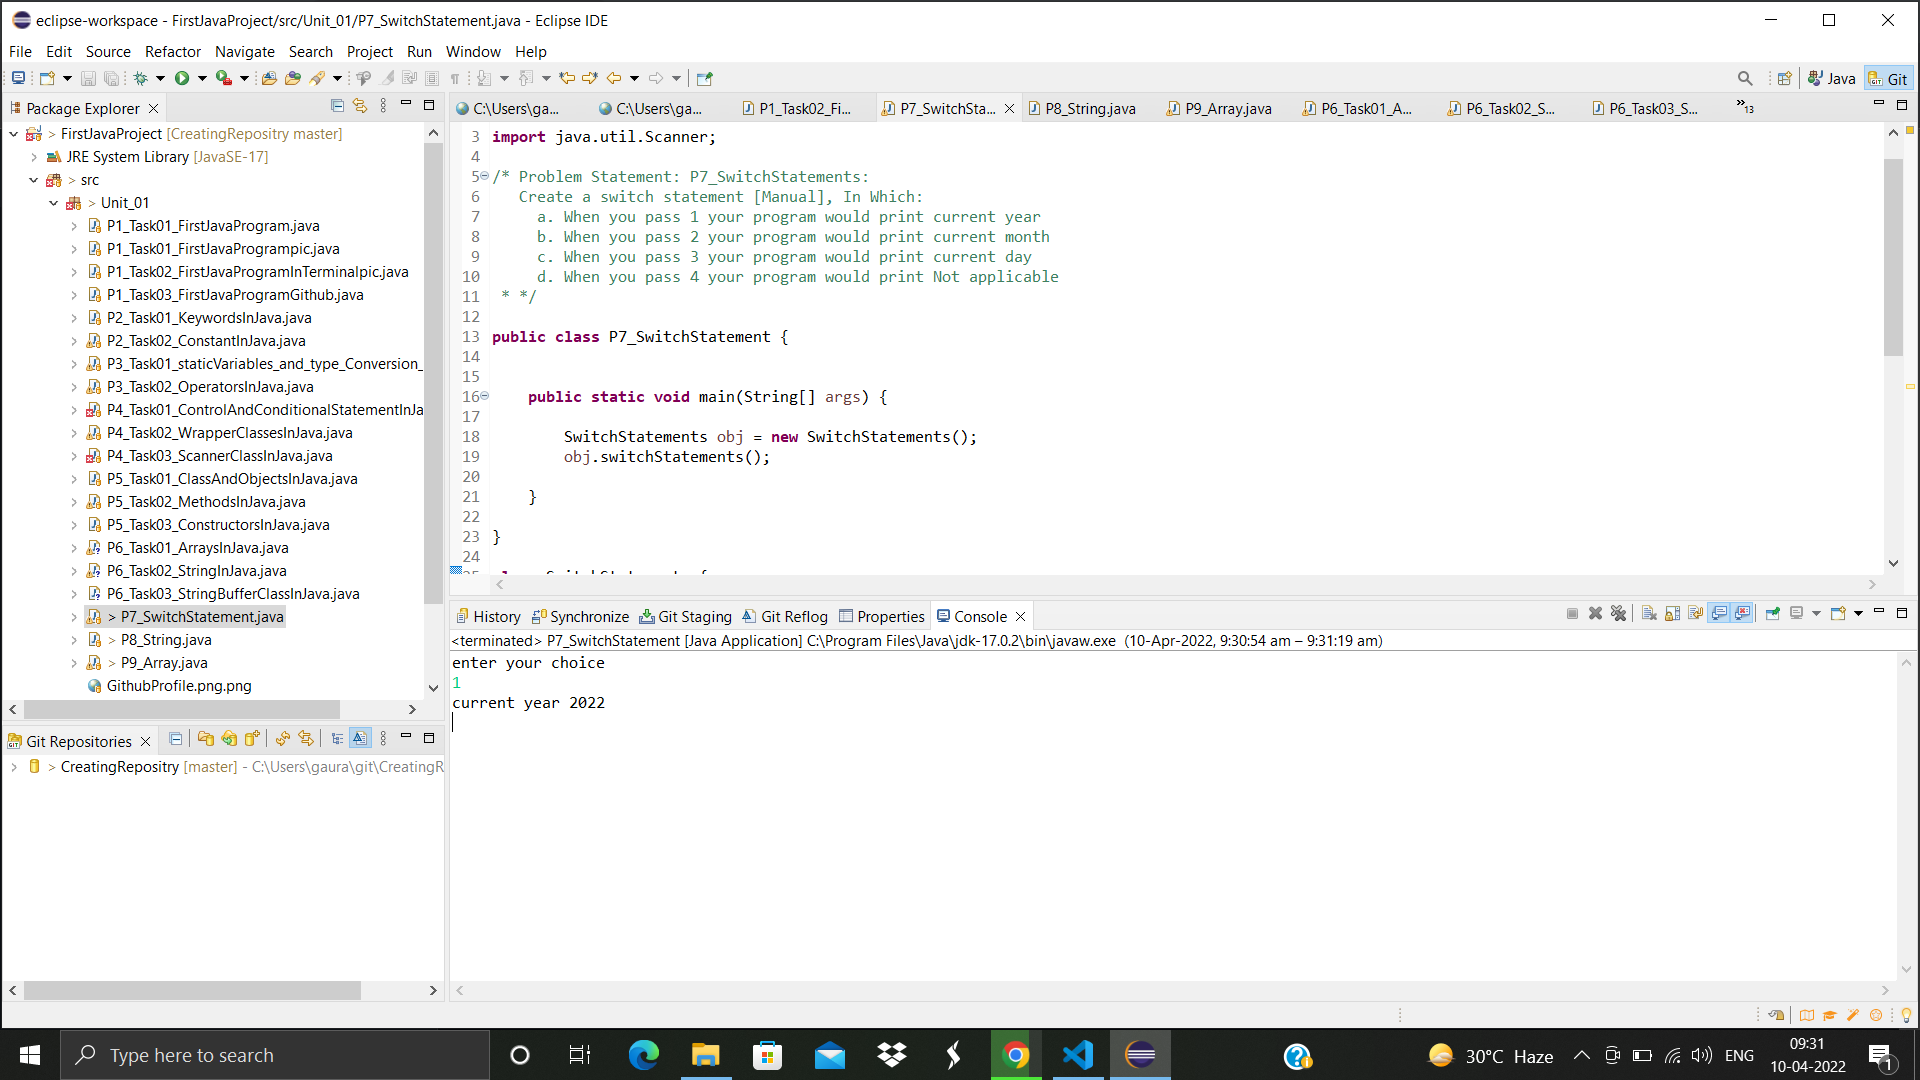 eclipse-workspace - FirstJavaProject/src/Unit_01/P7_SwitchStatement.java - Eclipse IDE
File Edit Source Refactor Navigate Search Project Run Window Help
Java Git
Package Explorer
FirstJavaProject [CreatingRepositry master]
JRE System Library [JavaSE-17]
src
Unit_01
P1_Task01_FirstJavaProgram.java
P1_Task01_FirstJavaProgrampic.java
P1_Task02_FirstJavaProgramInTerminalpic.java
P1_Task03_FirstJavaProgramGithub.java
P2_Task01_KeywordsInJava.java
P2_Task02_ConstantInJava.java
P3_Task01_staticVariables_and_type_Conversion_
P3_Task02_OperatorsInJava.java
P4_Task01_ControlAndConditionalStatementInJa
P4_Task02_WrapperClassesInJava.java
P4_Task03_ScannerClassInJava.java
P5_Task01_ClassAndObjectsInJava.java
P5_Task02_MethodsInJava.java
P5_Task03_ConstructorsInJava.java
P6_Task01_ArraysInJava.java
P6_Task02_StringInJava.java
P6_Task03_StringBufferClassInJava.java
> P7_SwitchStatement.java
> P8_String.java
> P9_Array.java
GithubProfile.png.png
Git Repositories
> CreatingRepositry [master] - C:\Users\gaura\git\CreatingR
C:\Users\ga... C:\Users\ga... P1_Task02_Fi... P7_SwitchSta... P8_String.java P9_Array.java P6_Task01_A... P6_Task02_S... P6_Task03_S... »13
3 import java.util.Scanner;
4
5 /* Problem Statement: P7_SwitchStatements:
6 Create a switch statement [Manual], In Which:
7 a. When you pass 1 your program would print current year
8 b. When you pass 2 your program would print current month
9 c. When you pass 3 your program would print current day
10 d. When you pass 4 your program would print Not applicable
11 * */
12
13 public class P7_SwitchStatement {
14
15
16 public static void main(String[] args) {
17
18 SwitchStatements obj = new SwitchStatements();
19 obj.switchStatements();
20
21 }
22
23 }
24
History Synchronize Git Staging Git Reflog Properties Console
<terminated> P7_SwitchStatement [Java Application] C:\Program Files\Java\jdk-17.0.2\bin\javaw.exe (10-Apr-2022, 9:30:54 am – 9:31:19 am)
enter your choice
1
current year 2022
Type here to search
30°C Haze
ENG
09:31
10-04-2022
1